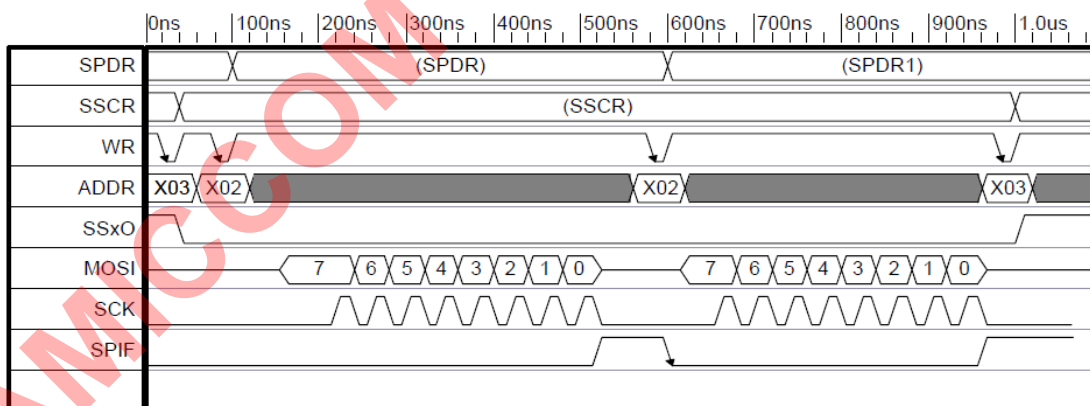 0ns 100ns 200ns 300ns 400ns 500ns 600ns 700ns 800ns 900ns 1.0us
SPDR (SPDR) (SPDR1)
SSCR (SSCR)
WR
ADDR X03 X02 X02 X03
SSxO
MOSI 7 6 5 4 3 2 1 0 7 6 5 4 3 2 1 0
SCK
SPIF
AMICCOM